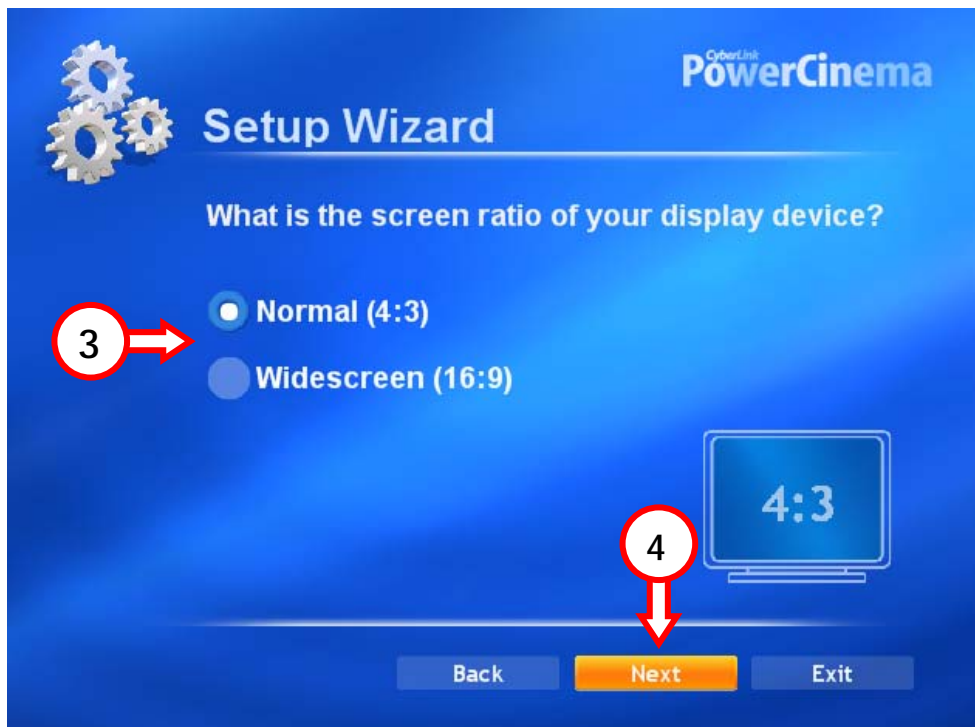 CyberLink
PowerCinema
Setup Wizard
What is the screen ratio of your display device?
Normal (4:3)
3
Widescreen (16:9)
4:3
4
Back Next Exit